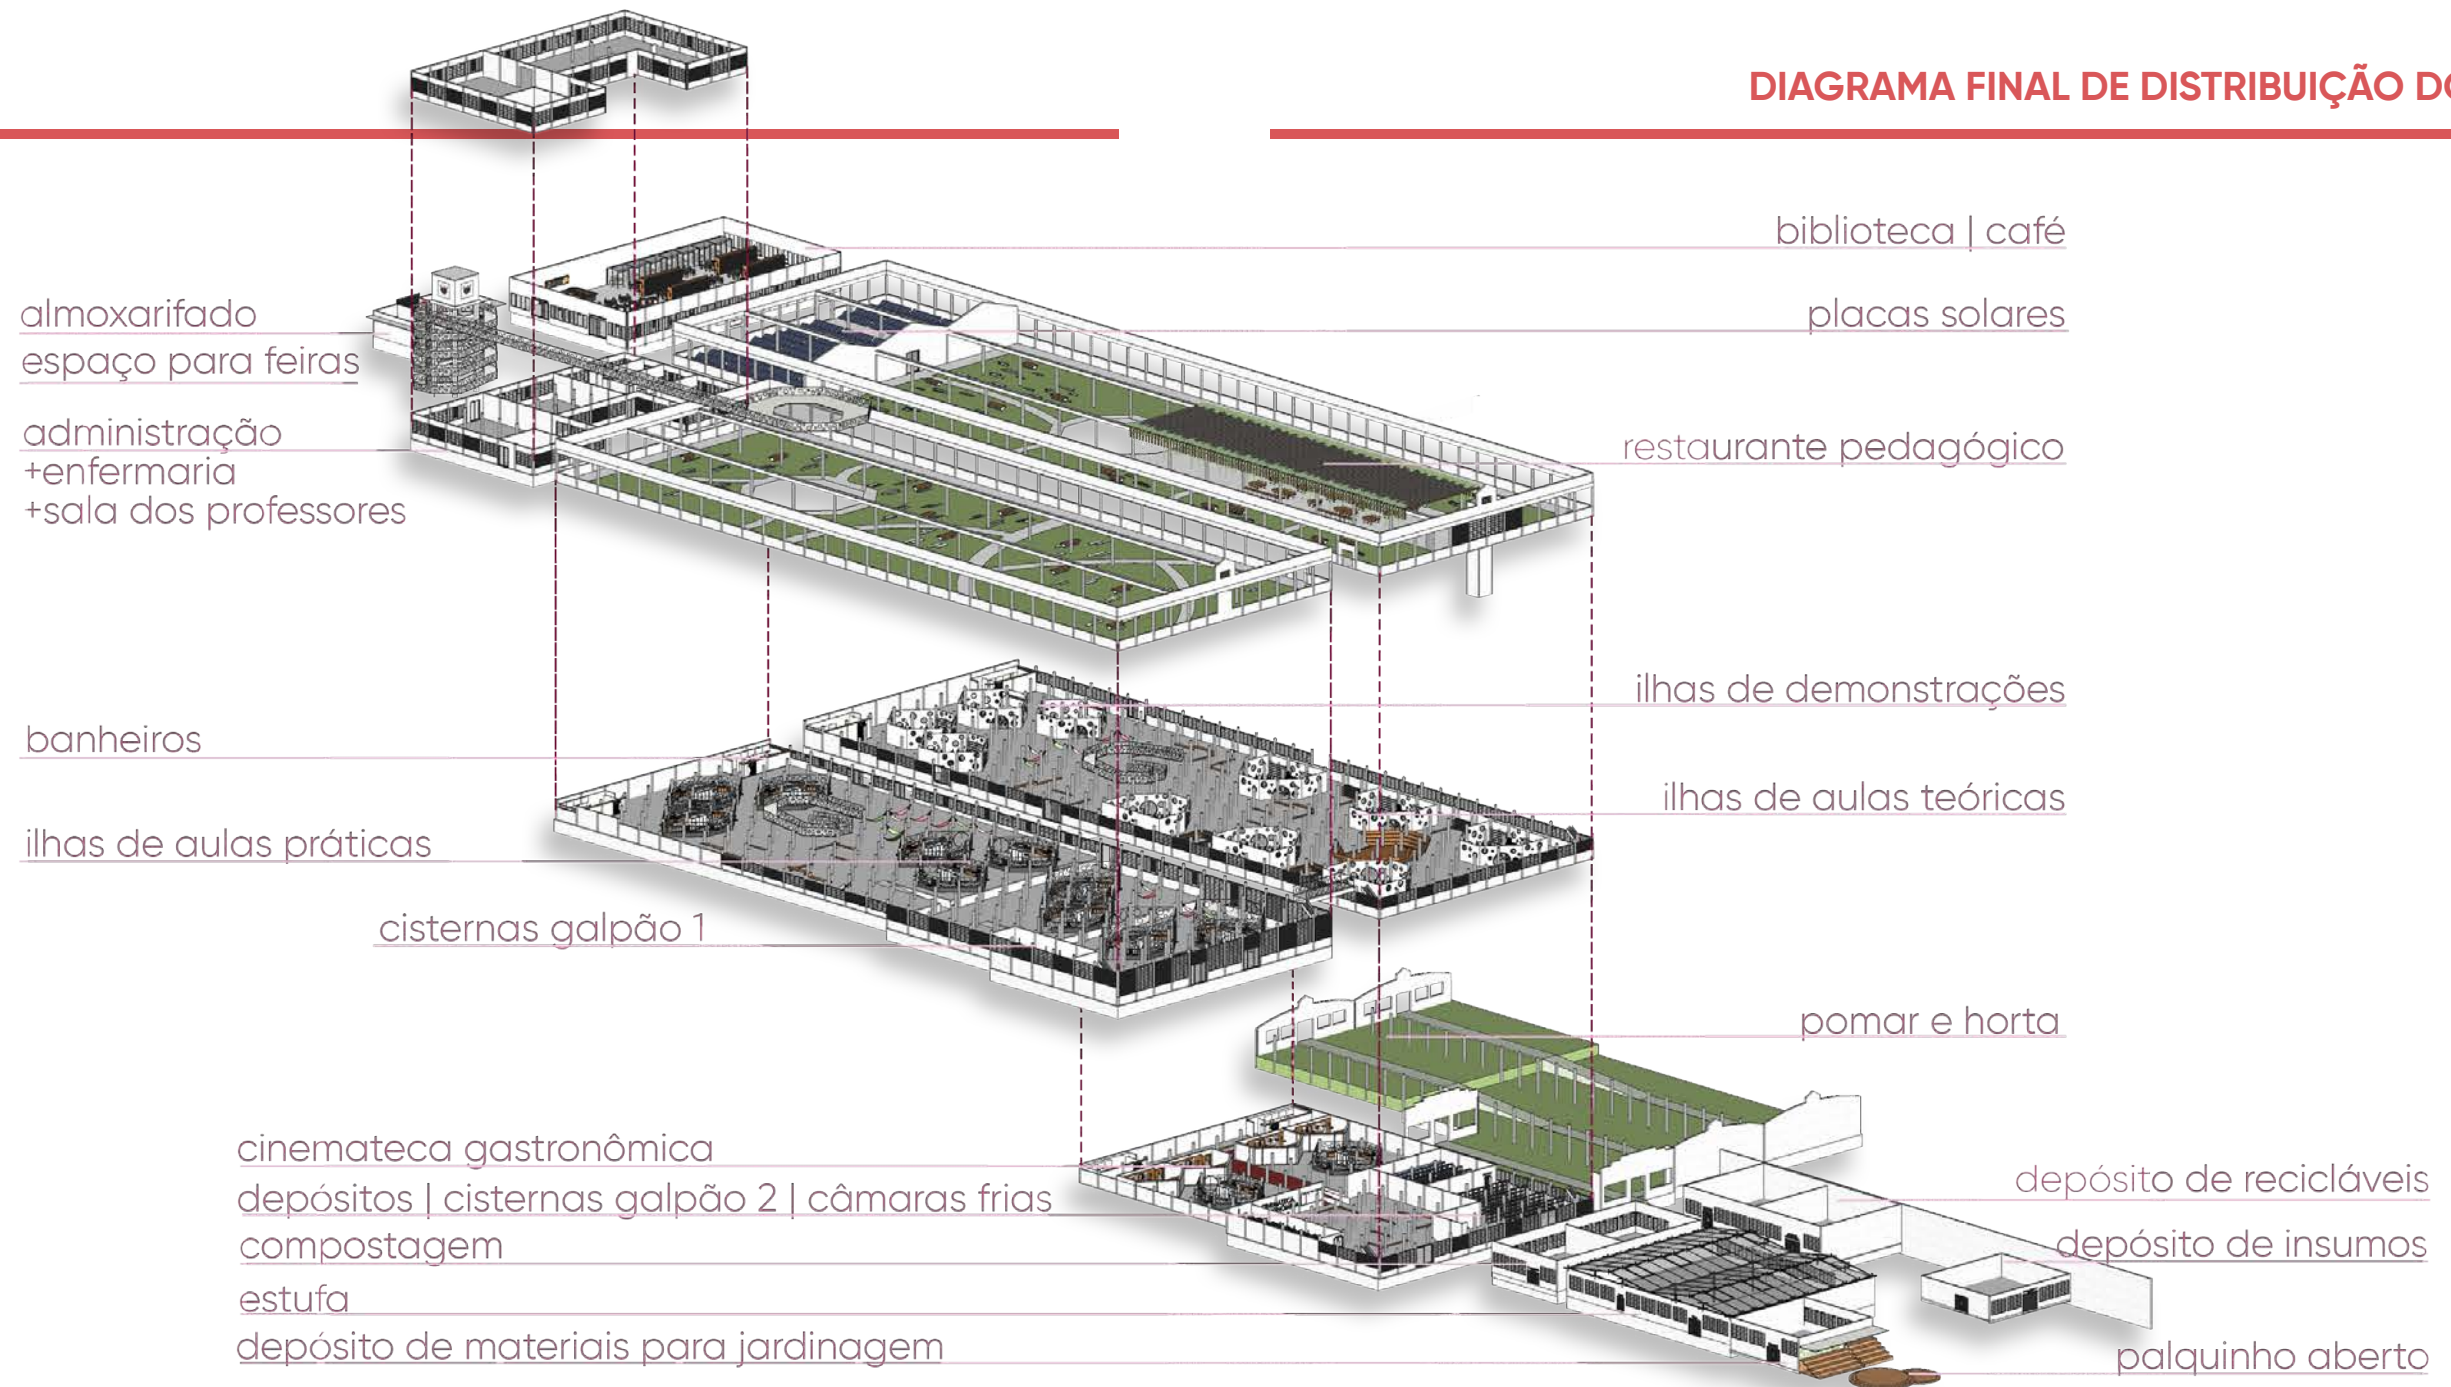 DIAGRAMA FINAL DE DISTRIBUIÇÃO
biblioteca | café
placas solares
restaurante pedagógico
almoxarifado
espaço para feiras
administração
+enfermaria
+sala dos professores
ilhas de demonstrações
ilhas de aulas teóricas
banheiros
ilhas de aulas práticas
cisternas galpão 1
pomar e horta
cinemateca gastronômica
depósitos | cisternas galpão 2 | câmaras frias
compostagem
estufa
depósito de materiais para jardinagem
depósito de recicláveis
depósito de insumos
palquinho aberto